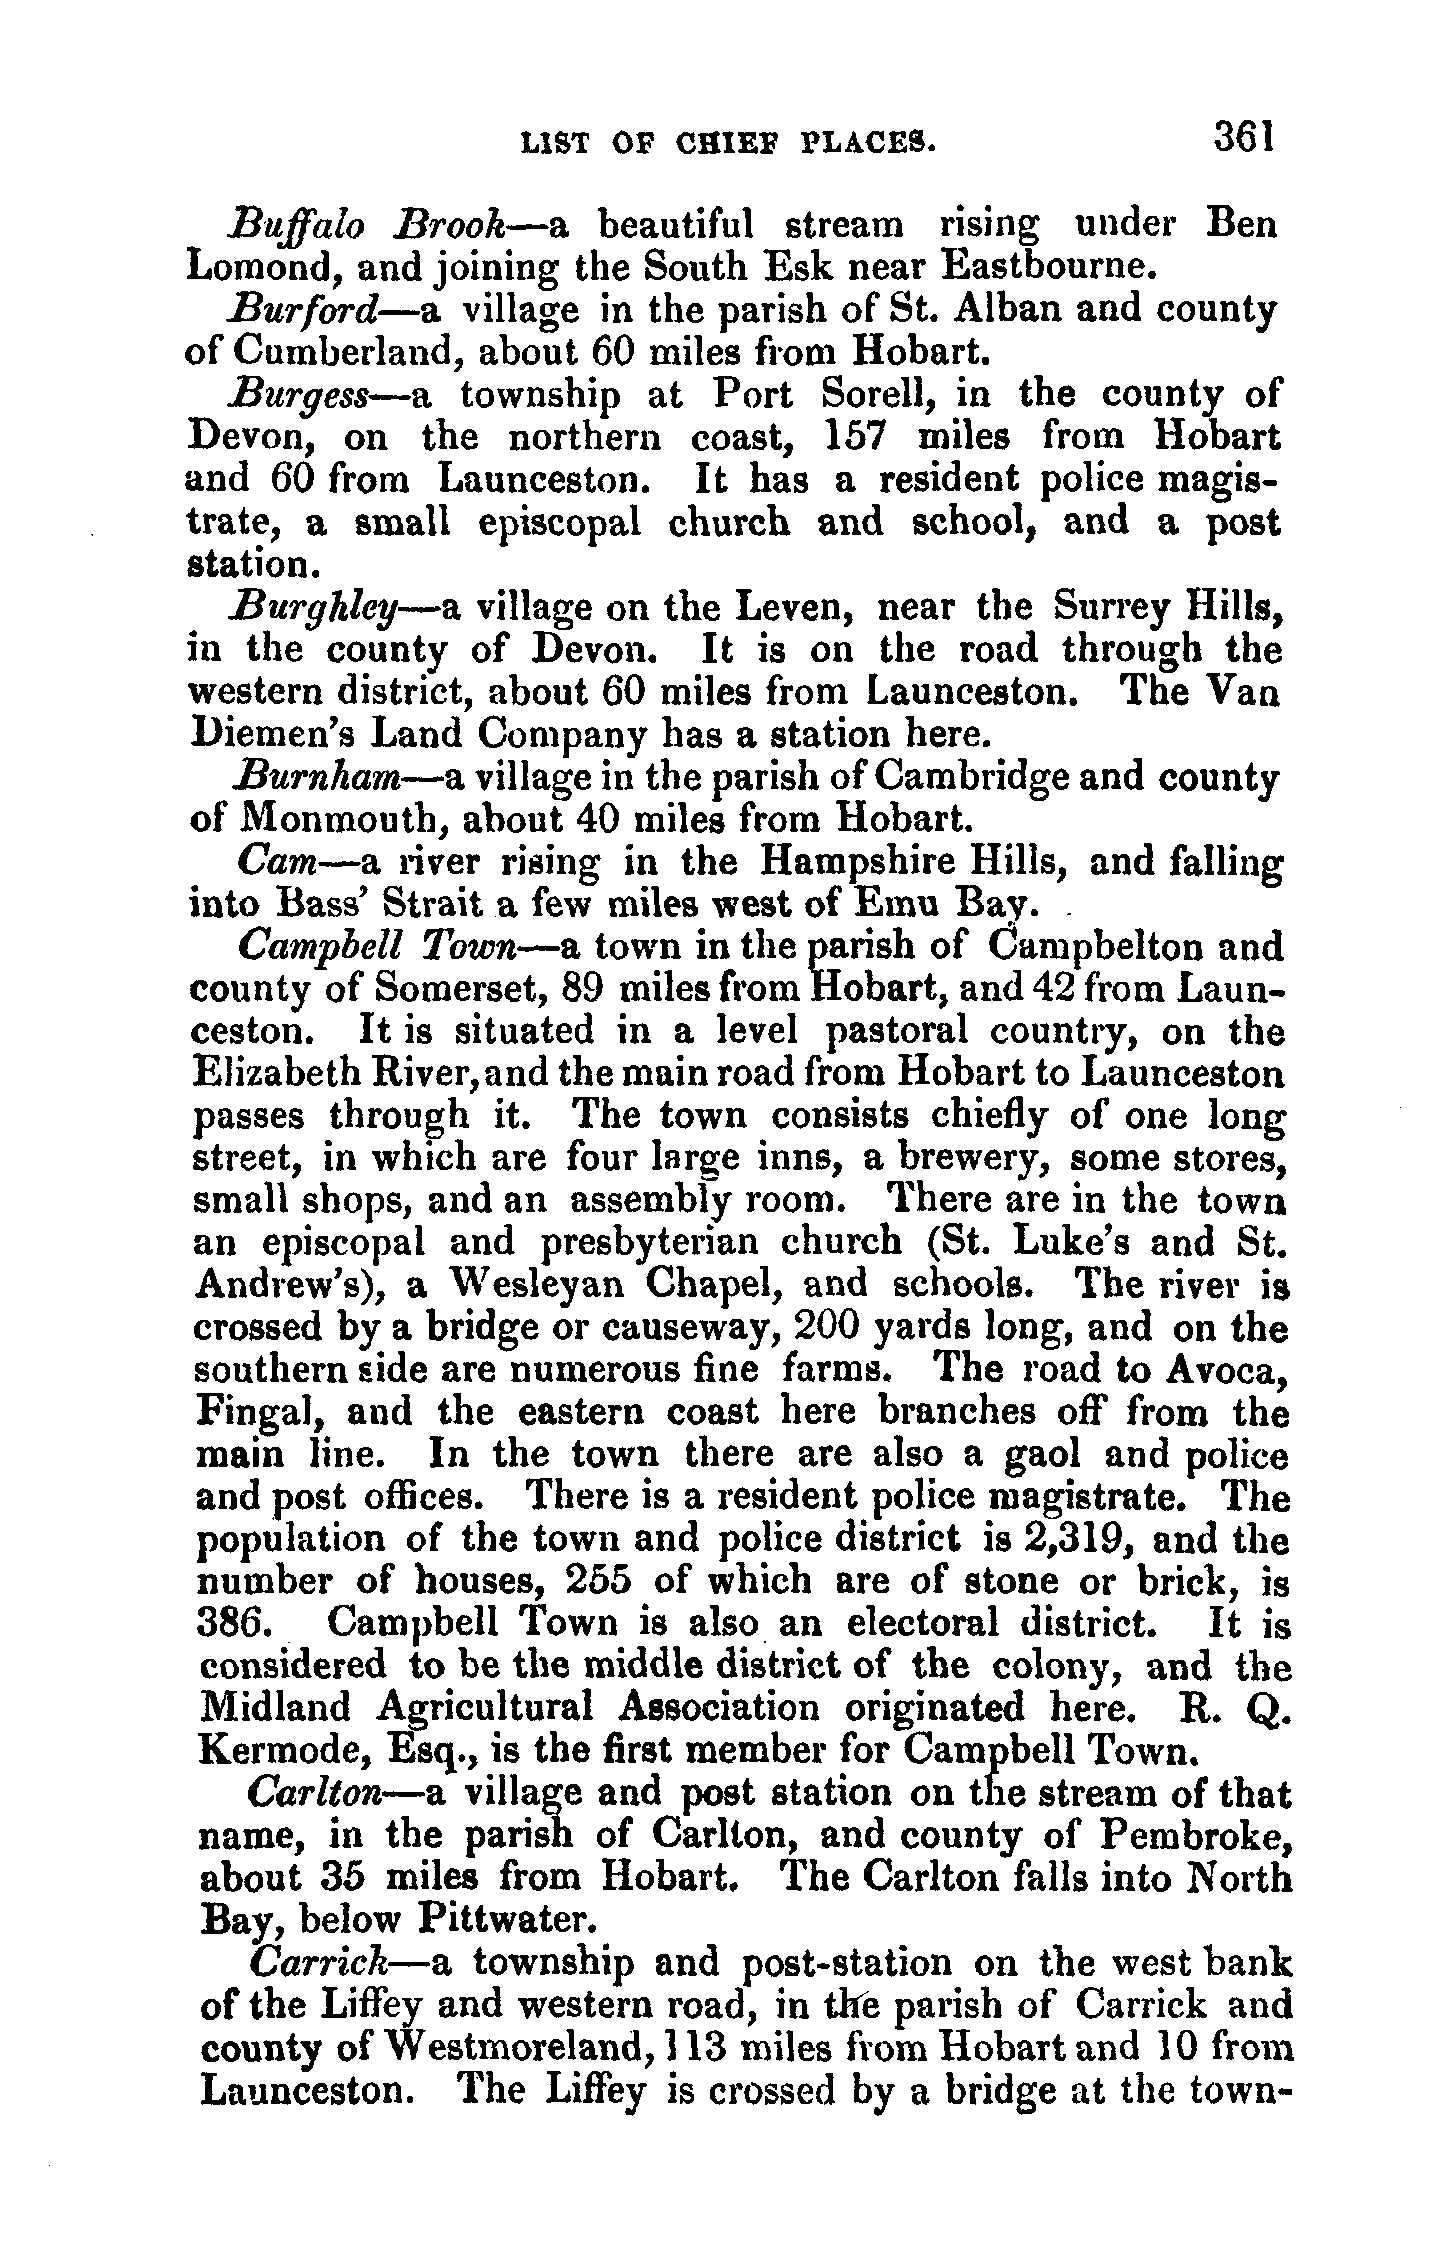 LIST OF CHIEF PLACES. 361
Buffalo Brook—a beautiful stream rising under Ben
Lomond, and joining the South Esk near Eastbourne.
Burford—a village in the parish of St. Alban and county
of Cumberland, about 60 miles from Hobart.
Burgess—a township at Port Sorell, in the county of
Devon, on the northern coast, 157 miles from Hobart
and 60 from Launceston. It has a resident police magis-
trate, a small episcopal church and school, and a post
station.
Burghley—a village on the Leven, near the Surrey Hills,
in the county of Devon. It is on the road through the
western district, about 60 miles from Launceston. The Van
Diemen's Land Company has a station here.
Burnham—a village in the parish of Cambridge and county
of Monmouth, about 40 miles from Hobart.
Cam—a river rising in the Hampshire Hills, and falling
into Bass' Strait a few miles west of Emu Bay.
Campbell Town—a town in the parish of Campbelton and
county of Somerset, 89 miles from Hobart, and 42 from Laun-
ceston. It is situated in a level pastoral country, on the
Elizabeth River, and the main road from Hobart to Launceston
passes through it. The town consists chiefly of one long
street, in which are four large inns, a brewery, some stores,
small shops, and an assembly room. There are in the town
an episcopal and presbyterian church (St. Luke's and St.
Andrew's), a Wesleyan Chapel, and schools. The river is
crossed by a bridge or causeway, 200 yards long, and on the
southern side are numerous fine farms. The road to Avoca,
Fingal, and the eastern coast here branches off from the
main line. In the town there are also a gaol and police
and post offices. There is a resident police magistrate. The
population of the town and police district is 2,319, and the
number of houses, 255 of which are of stone or brick, is
386. Campbell Town is also an electoral district. It is
considered to be the middle district of the colony, and the
Midland Agricultural Association originated here. R. Q.
Kermode, Esq., is the first member for Campbell Town.
Carlton—a village and post station on the stream of that
name, in the parish of Carlton, and county of Pembroke,
about 35 miles from Hobart. The Carlton falls into North
Bay, below Pittwater.
Carrick—a township and post-station on the west bank
of the Liffey and western road, in the parish of Carrick and
county of Westmoreland, 113 miles from Hobart and 10 from
Launceston. The Liffey is crossed by a bridge at the town-